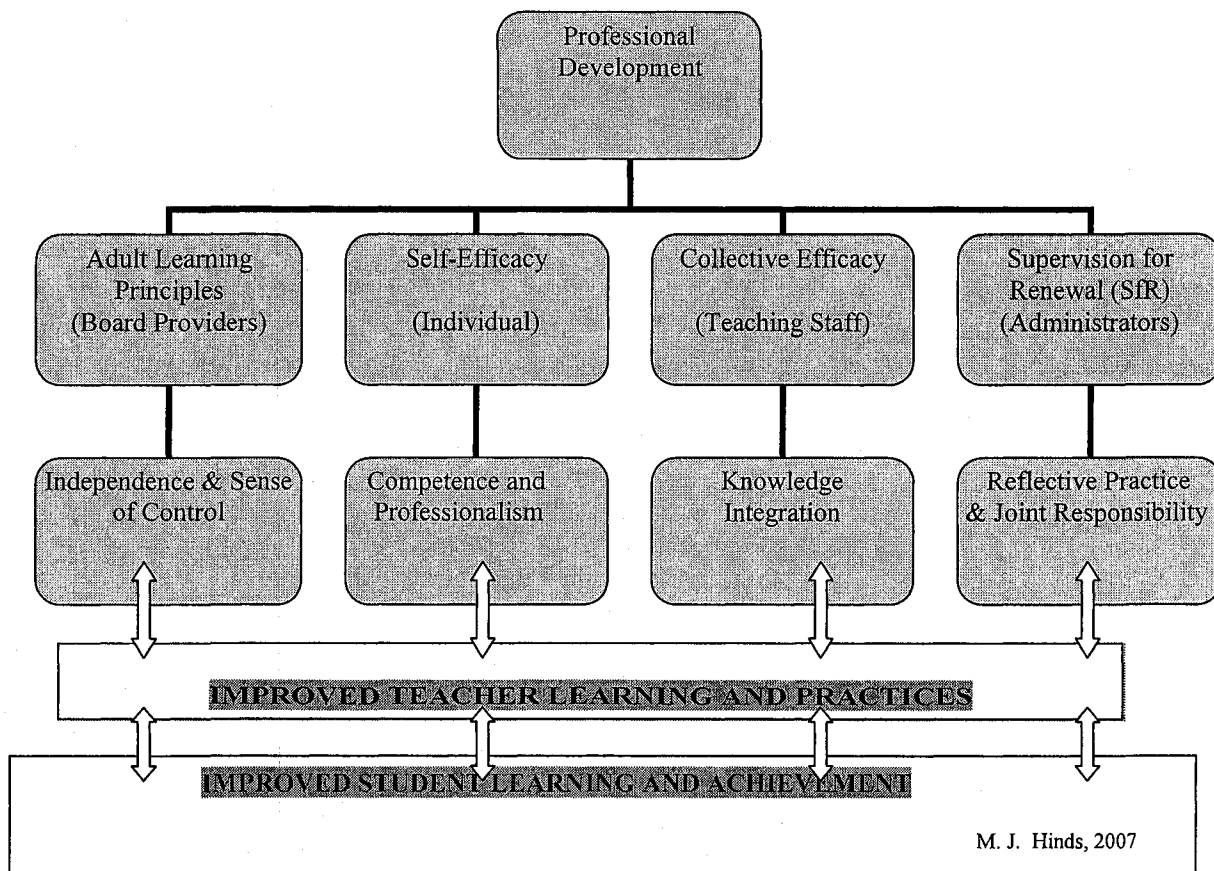 Professional
Development
Adult Learning
Principles
(Board Providers)
Self-Efficacy
(Individual)
Collective Efficacy
(Teaching Staff)
Supervision for
Renewal (SfR)
(Administrators)
Independence & Sense
of Control
Competence and
Professionalism
Knowledge
Integration
Reflective Practice
& Joint Responsibility
IMPROVED TEACHER LEARNING AND PRACTICES
IMPROVED STUDENT LEARNING AND ACHIEVEMENT
M. J. Hinds, 2007